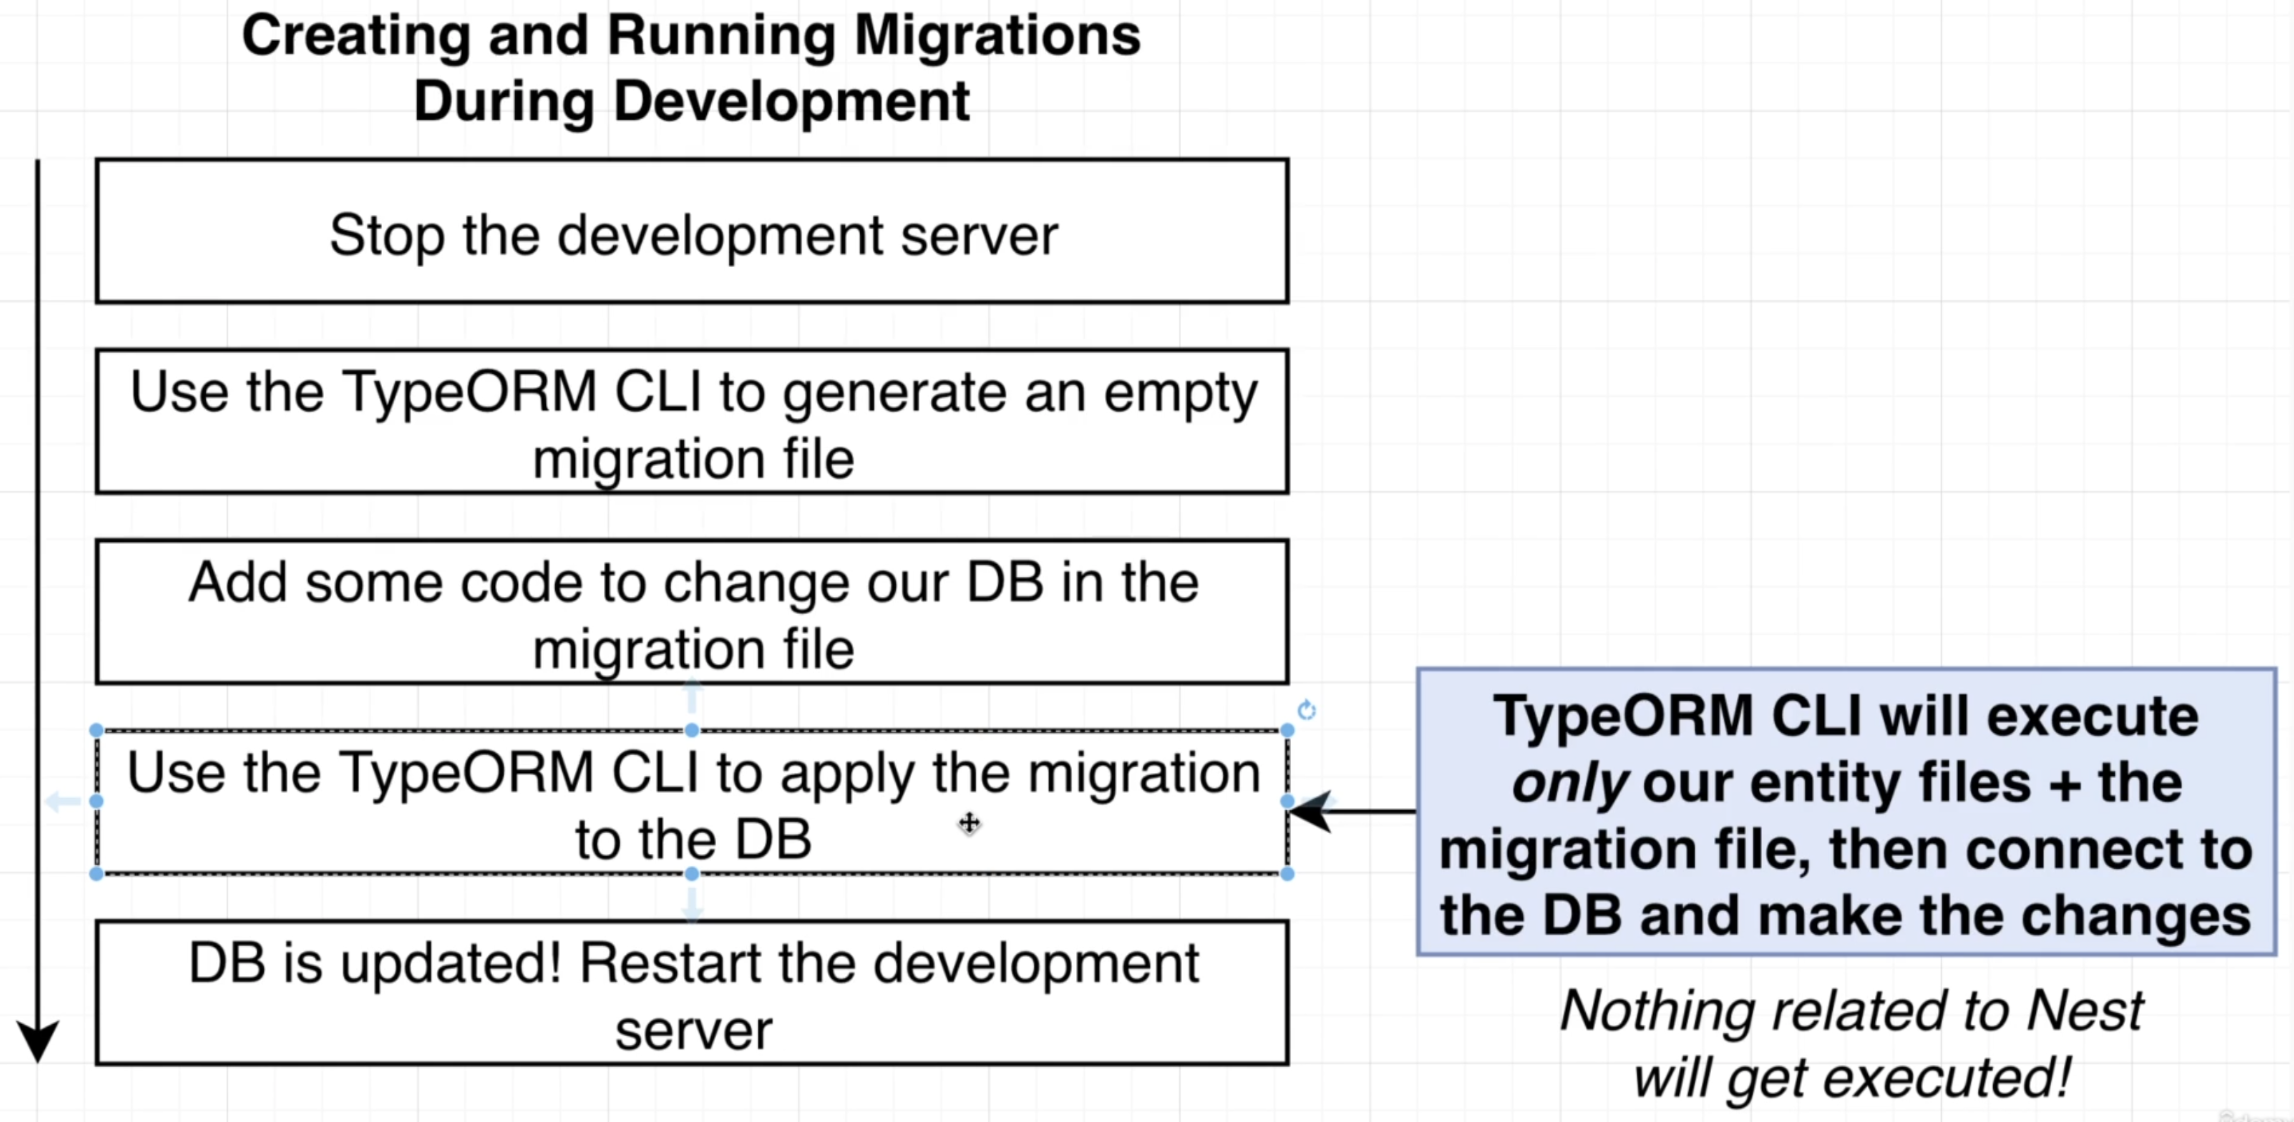 Creating and Running Migrations
During Development
Stop the development server
Use the TypeORM CLI to generate an empty
migration file
Add some code to change our DB in the
migration file
Use the TypeORM CLI to apply the migration
to the DB
TypeORM CLI will execute
only our entity files + the
migration file, then connect to
the DB and make the changes
DB is updated! Restart the development
server
Nothing related to Nest
will get executed!